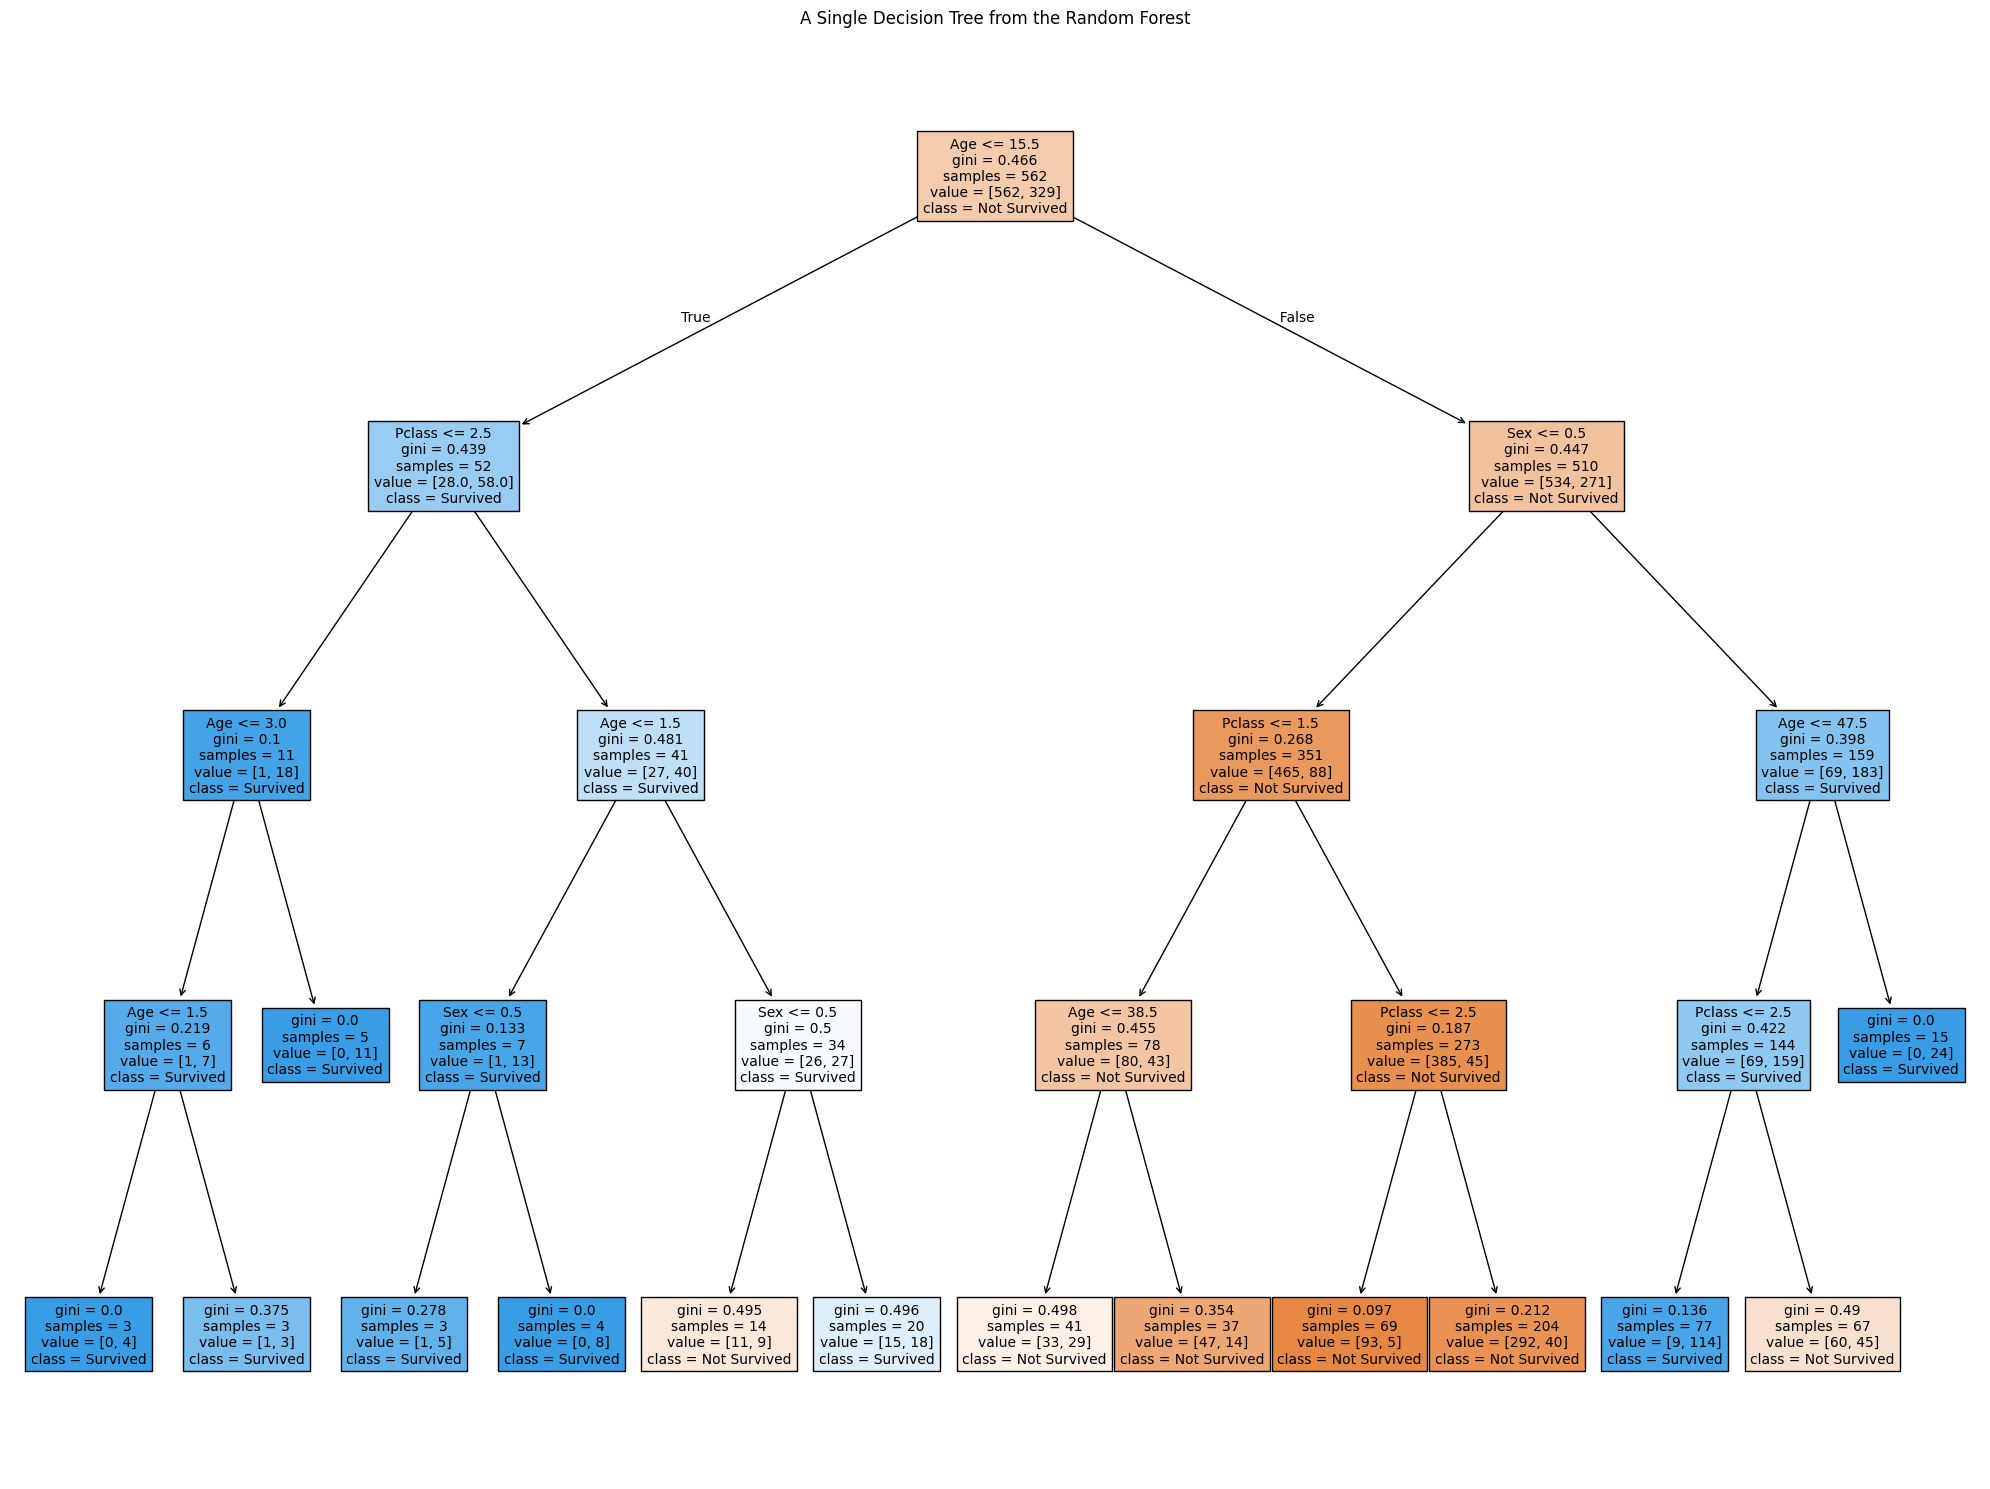 A Single Decision Tree from the Random Forest
Age <= 15.5
gini = 0.466
samples = 562
value = [562, 329]
class = Not Survived
True
False
Pclass <= 2.5
gini = 0.439
samples = 52
value = [28.0, 58.0]
class = Survived
Sex <= 0.5
gini = 0.447
samples = 510
value = [534, 271]
class = Not Survived
Age <= 3.0
gini = 0.1
samples = 11
value = [1, 18]
class = Survived
Age <= 1.5
gini = 0.481
samples = 41
value = [27, 40]
class = Survived
Pclass <= 1.5
gini = 0.268
samples = 351
value = [465, 88]
class = Not Survived
Age <= 47.5
gini = 0.398
samples = 159
value = [69, 183]
class = Survived
Age <= 1.5
gini = 0.219
samples = 6
value = [1, 7]
class = Survived
gini = 0.0
samples = 5
value = [0, 11]
class = Survived
Sex <= 0.5
gini = 0.133
samples = 7
value = [1, 13]
class = Survived
Sex <= 0.5
gini = 0.5
samples = 34
value = [26, 27]
class = Survived
Age <= 38.5
gini = 0.455
samples = 78
value = [80, 43]
class = Not Survived
Pclass <= 2.5
gini = 0.187
samples = 273
value = [385, 45]
class = Not Survived
Pclass <= 2.5
gini = 0.422
samples = 144
value = [69, 159]
class = Survived
gini = 0.0
samples = 15
value = [0, 24]
class = Survived
gini = 0.0
samples = 3
value = [0, 4]
class = Survived
gini = 0.375
samples = 3
value = [1, 3]
class = Survived
gini = 0.278
samples = 3
value = [1, 5]
class = Survived
gini = 0.0
samples = 4
value = [0, 8]
class = Survived
gini = 0.495
samples = 14
value = [11, 9]
class = Not Survived
gini = 0.496
samples = 20
value = [15, 18]
class = Survived
gini = 0.498
samples = 41
value = [33, 29]
class = Not Survived
gini = 0.354
samples = 37
value = [47, 14]
class = Not Survived
gini = 0.097
samples = 69
value = [93, 5]
class = Not Survived
gini = 0.212
samples = 204
value = [292, 40]
class = Not Survived
gini = 0.136
samples = 77
value = [9, 114]
class = Survived
gini = 0.49
samples = 67
value = [60, 45]
class = Not Survived